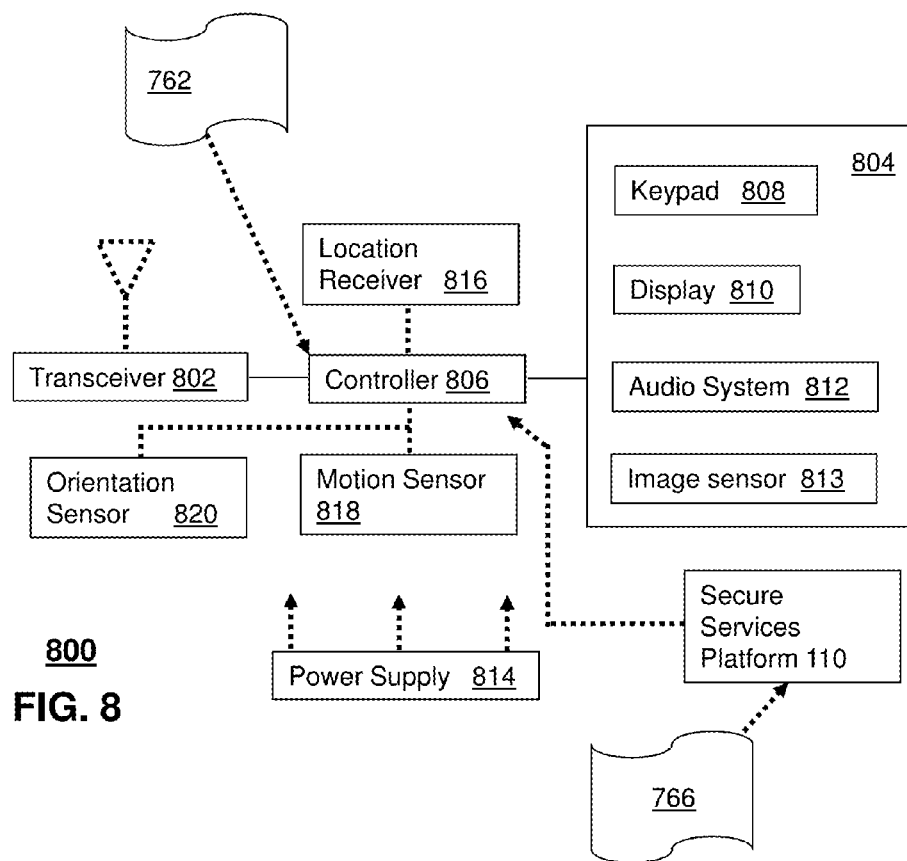 762
804
Keypad 808
Location
Receiver 816
Display 810
Transceiver 802
Controller 806
Audio System 812
Orientation
Sensor 820
Motion Sensor
818
Image sensor 813
Secure
Services
Platform 110
800
Power Supply 814
FIG. 8
766